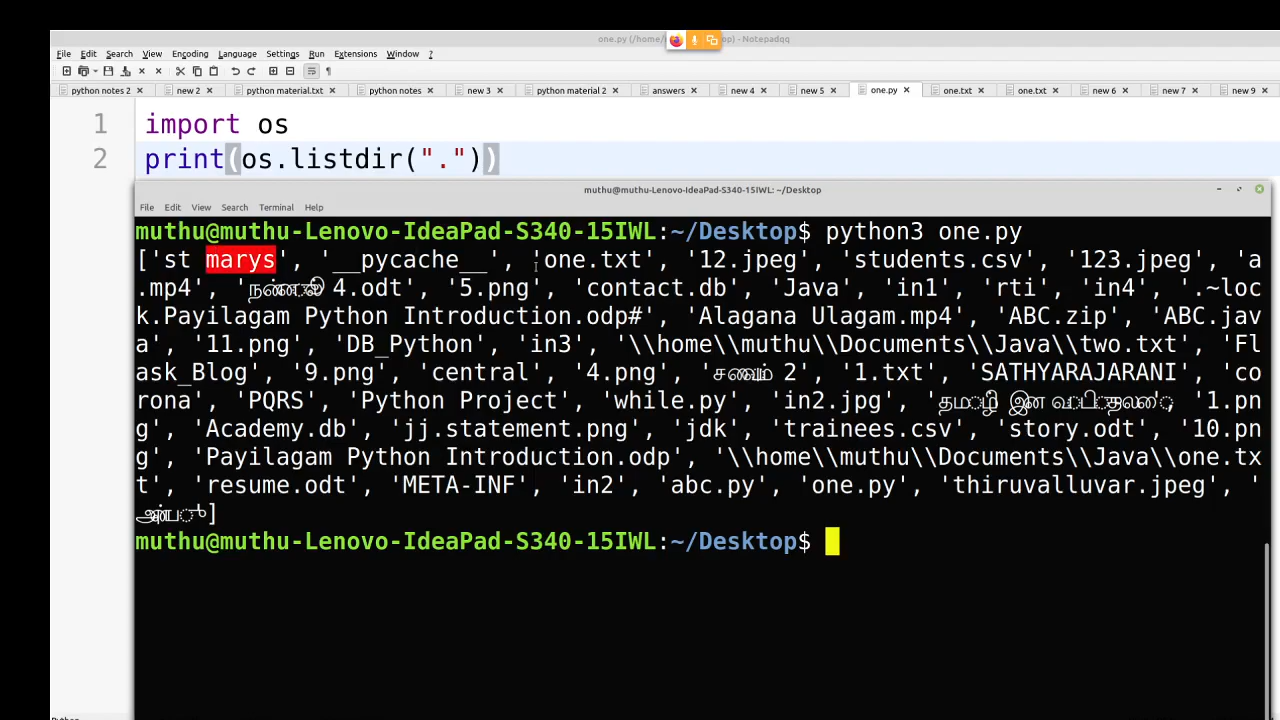 one.py (/home/ op) - Notepadqq
File Edit Search View Encoding Language Settings Run Extensions Window ?
python notes 2 new 2 python material.txt python notes new 3 python material 2 answers new 4 new 5 one.py one.txt one.txt new 6 new 7 new 9
1 import os
2 print(os.listdir("."))
muthu@muthu-Lenovo-IdeaPad-S340-15IWL: ~/Desktop
File Edit View Search Terminal Help
muthu@muthu-Lenovo-IdeaPad-S340-15IWL:~/Desktop$ python3 one.py
['st marys', '__pycache__', 'one.txt', '12.jpeg', 'students.csv', '123.jpeg', 'a
.mp4', ' 4.odt', '5.png', 'contact.db', 'Java', 'in1', 'rti', 'in4', '.~loc
k.Payilagam Python Introduction.odp#', 'Alagana Ulagam.mp4', 'ABC.zip', 'ABC.jav
a', '11.png', 'DB_Python', 'in3', '\\home\\muthu\\Documents\\Java\\two.txt', 'Fl
ask_Blog', '9.png', 'central', '4.png', ' 2', '1.txt', 'SATHYARAJARANI', 'co
rona', 'PQRS', 'Python Project', 'while.py', 'in2.jpg', 'தமிழ் இன ', '1.pn
g', 'Academy.db', 'jj.statement.png', 'jdk', 'trainees.csv', 'story.odt', '10.pn
g', 'Payilagam Python Introduction.odp', '\\home\\muthu\\Documents\\Java\\one.tx
t', 'resume.odt', 'META-INF', 'in2', 'abc.py', 'one.py', 'thiruvalluvar.jpeg', '
]
muthu@muthu-Lenovo-IdeaPad-S340-15IWL:~/Desktop$